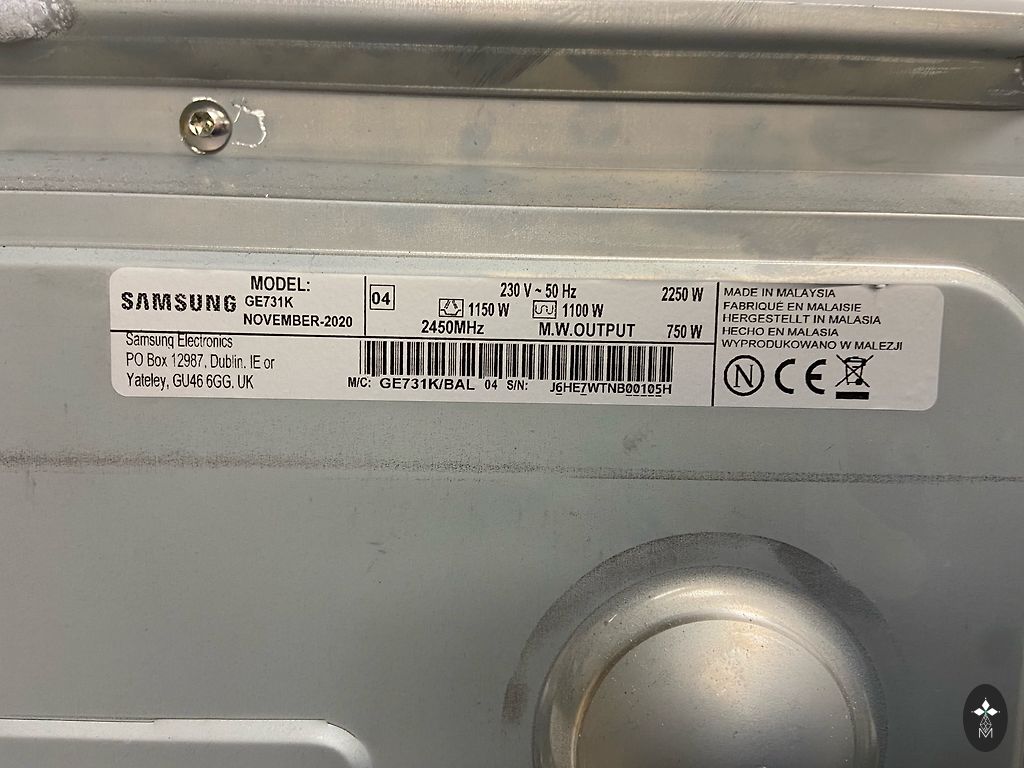 SAMSUNG
MODEL:
GE731K
NOVEMBER-2020
Samsung Electronics
PO Box 12987, Dublin. IE or
Yateley, GU46 6GG, UK
04
230 V ~ 50 Hz 2250 W
1150 W 1100 W
2450MHz M.W.OUTPUT 750 W
M/C: GE731K/BAL 04 S/N: J6HE7WTNB00105H
MADE IN MALAYSIA
FABRIQUE EN MALAISIE
HERGESTELLT IN MALASIA
HECHO EN MALASIA
WYPRODUKOWANO W MALEZJI
N CE
M